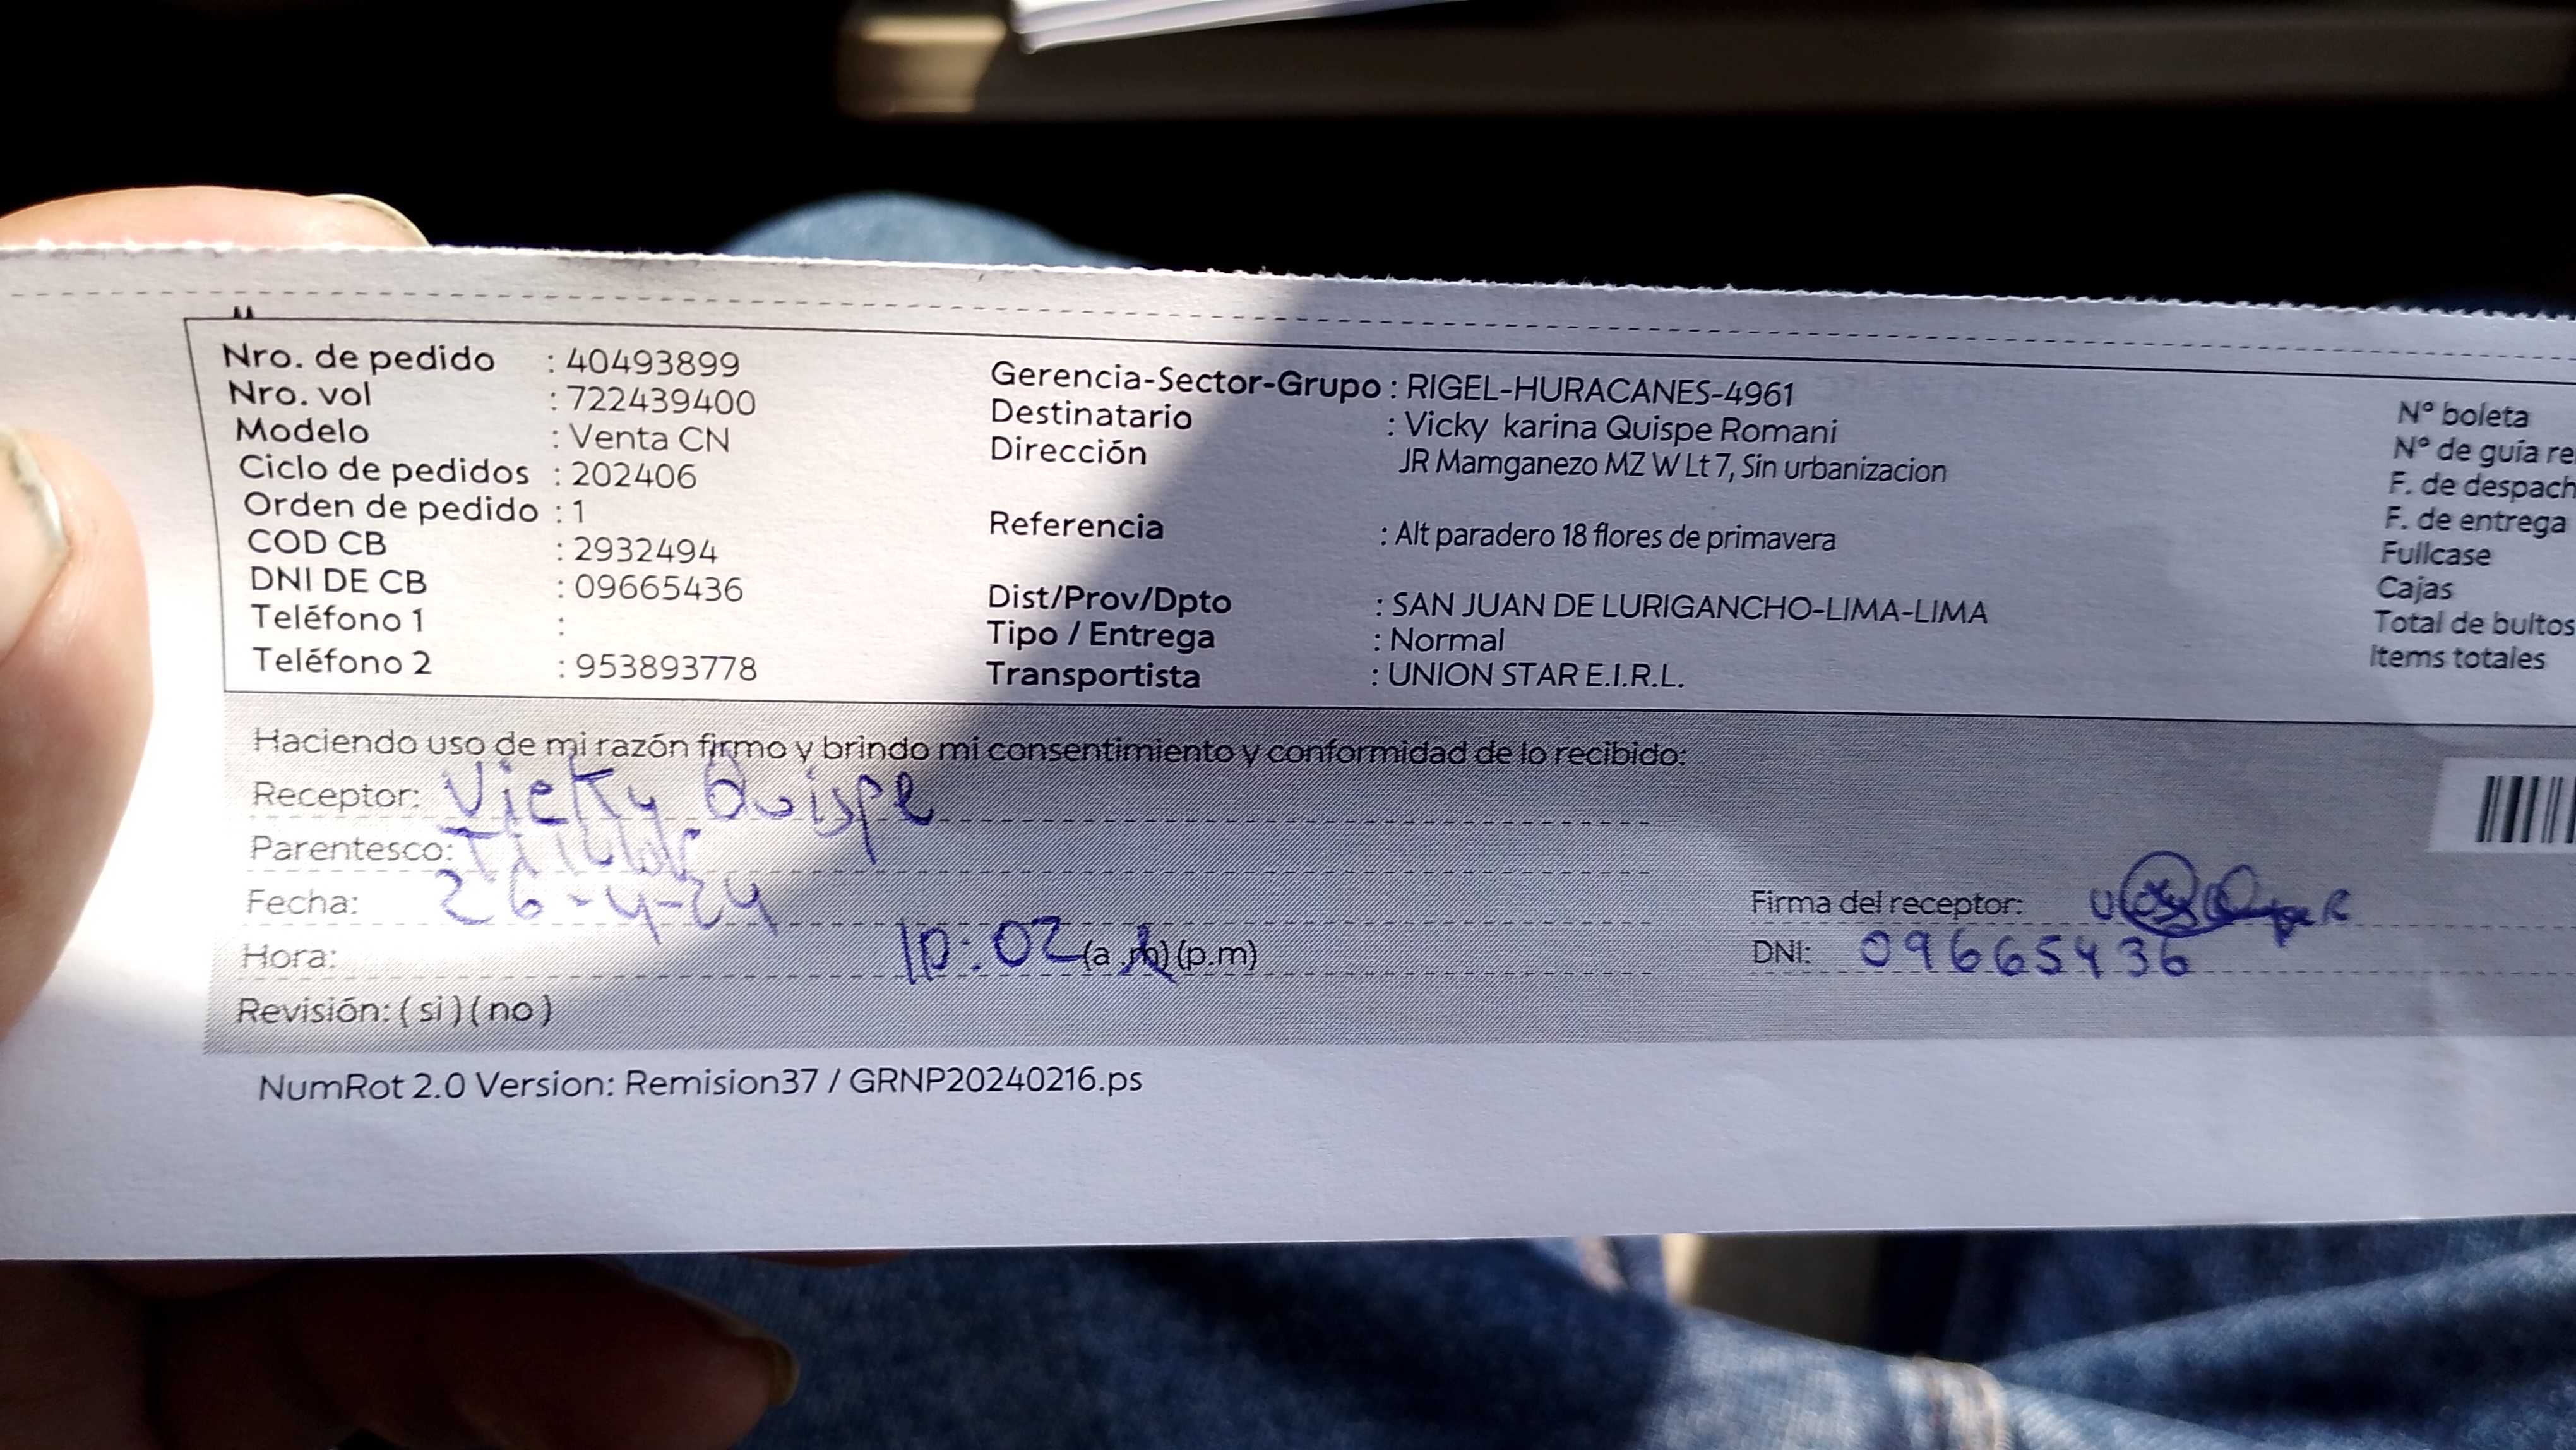 Nro. de pedido : 40493899
Nro. vol : 722439400
Modelo : Venta CN
Ciclo de pedidos : 202406
Orden de pedido : 1
COD CB : 2932494
DNI DE CB : 09665436
Teléfono 1 :
Teléfono 2 : 953893778
Gerencia-Sector-Grupo : RIGEL-HURACANES-4961
Destinatario : Vicky karina Quispe Romani
Dirección JR Mamganezo MZ W Lt 7, Sin urbanizacion
Referencia : Alt paradero 18 flores de primavera
Dist/Prov/Dpto : SAN JUAN DE LURIGANCHO-LIMA-LIMA
Tipo / Entrega : Normal
Transportista : UNION STAR E.I.R.L.
N° boleta
N° de guía re
F. de despach
F. de entrega
Fullcase
Cajas
Total de bultos
Items totales
Haciendo uso de mi razón firmo y brindo mi consentimiento y conformidad de lo recibido:
Receptor: Vicky Quispe
Parentesco: Titular
Fecha: 26-4-24
Hora: 10:02 (a.m)(p.m)
Revisión: ( si ) ( no )
Firma del receptor:
DNI: 09665436
NumRot 2.0 Version: Remision37 / GRNP20240216.ps